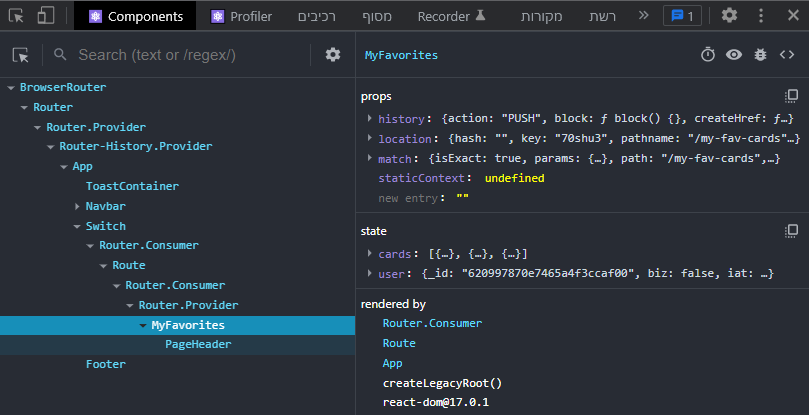 Components
Profiler
רכיבים
מסוף
Recorder
מקורות
רשת
»
1
Search (text or /regex/)
MyFavorites
BrowserRouter
Router
Router.Provider
Router-History.Provider
App
ToastContainer
Navbar
Switch
Router.Consumer
Route
Router.Consumer
Router.Provider
MyFavorites
PageHeader
Footer
props
history: {action: "PUSH", block: ƒ block() {}, createHref: ƒ…}
location: {hash: "", key: "70shu3", pathname: "/my-fav-cards"…}
match: {isExact: true, params: {…}, path: "/my-fav-cards",…}
staticContext: undefined
new entry: ""
state
cards: [{…}, {…}, {…}]
user: {_id: "620997870e7465a4f3ccaf00", biz: false, iat: …}
rendered by
Router.Consumer
Route
App
createLegacyRoot()
react-dom@17.0.1